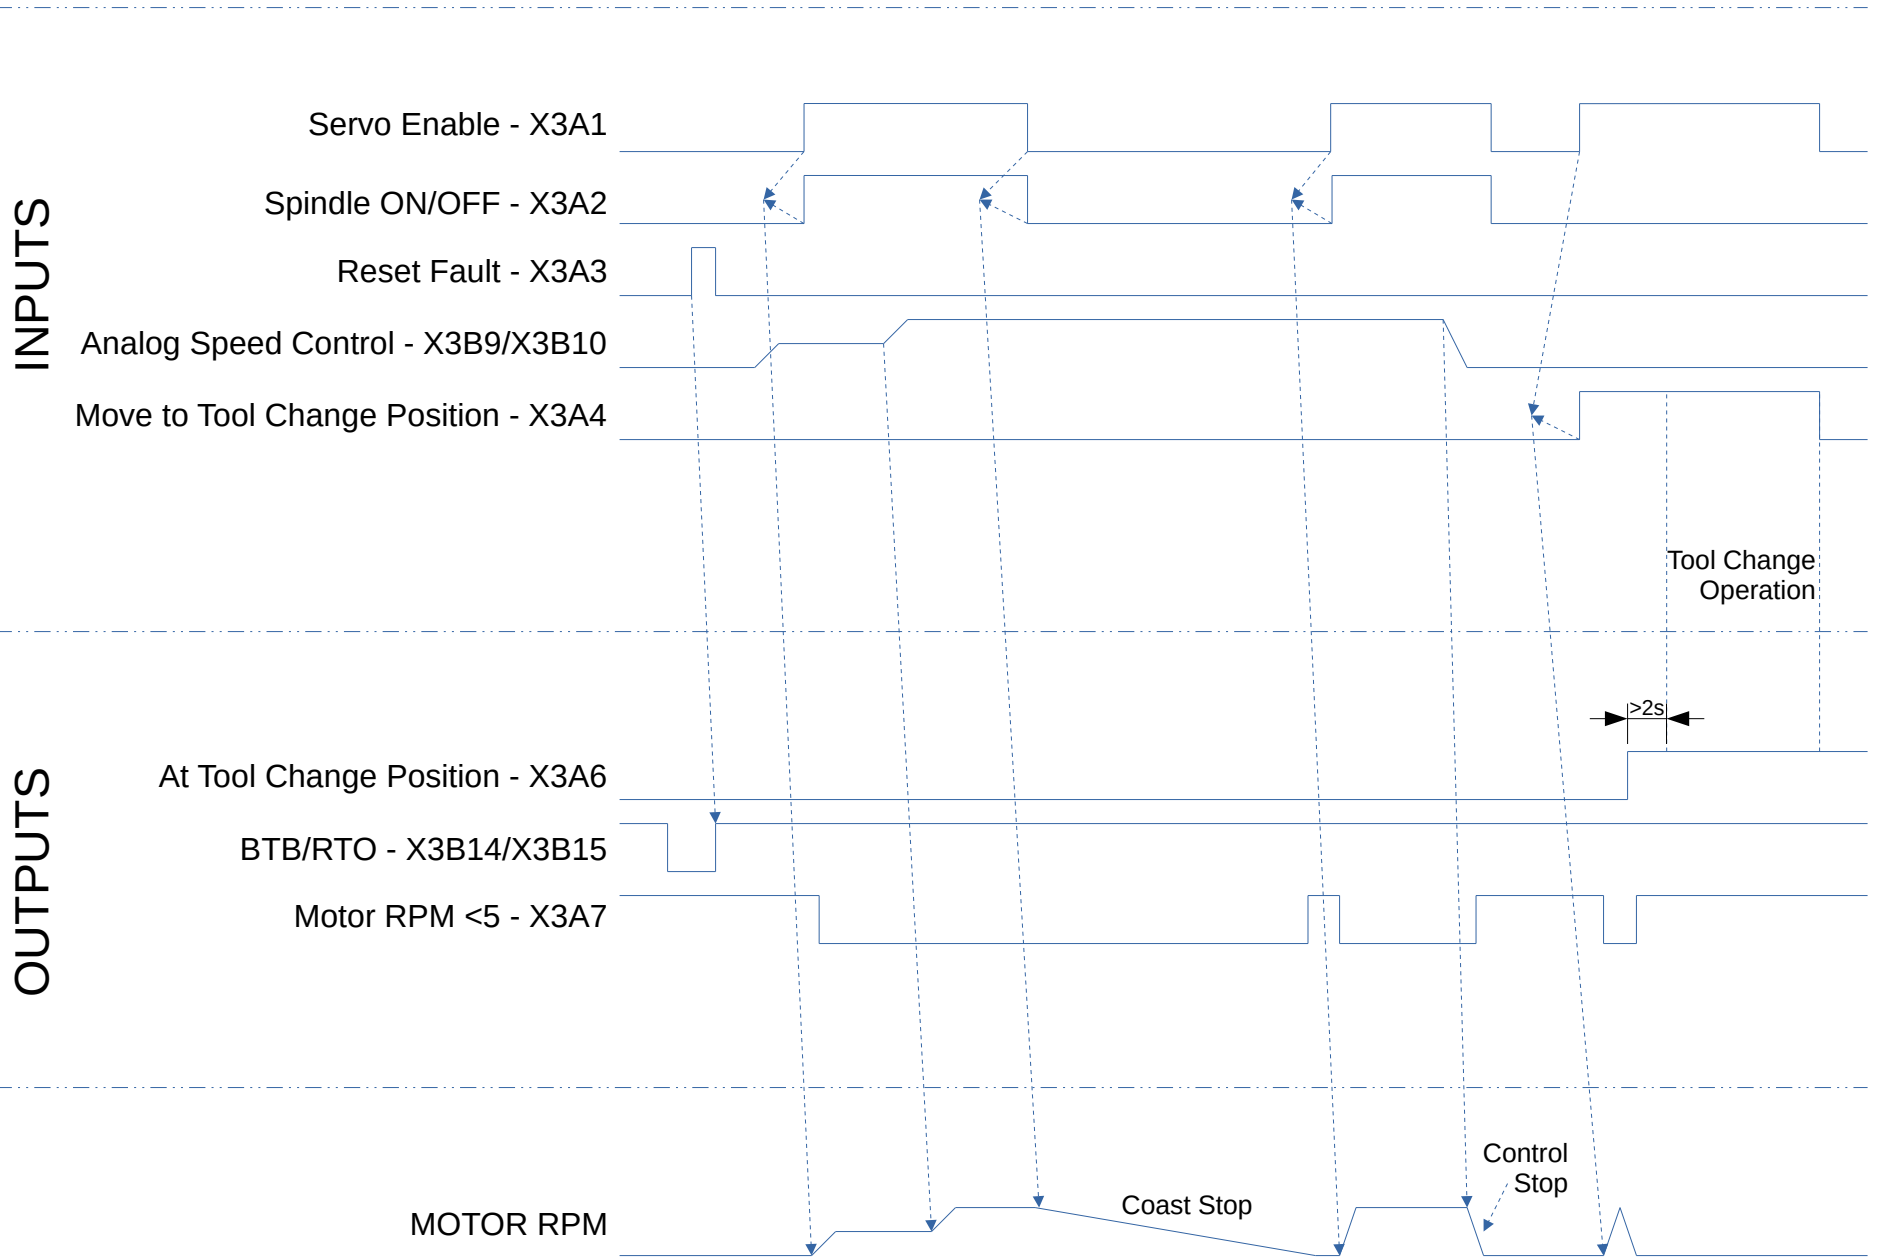 INPUTS
Servo Enable - X3A1
Spindle ON/OFF - X3A2
Reset Fault - X3A3
Analog Speed Control - X3B9/X3B10
Move to Tool Change Position - X3A4
Tool Change
Operation
OUTPUTS
>2s
At Tool Change Position - X3A6
BTB/RTO - X3B14/X3B15
Motor RPM <5 - X3A7
Control
Stop
Coast Stop
MOTOR RPM